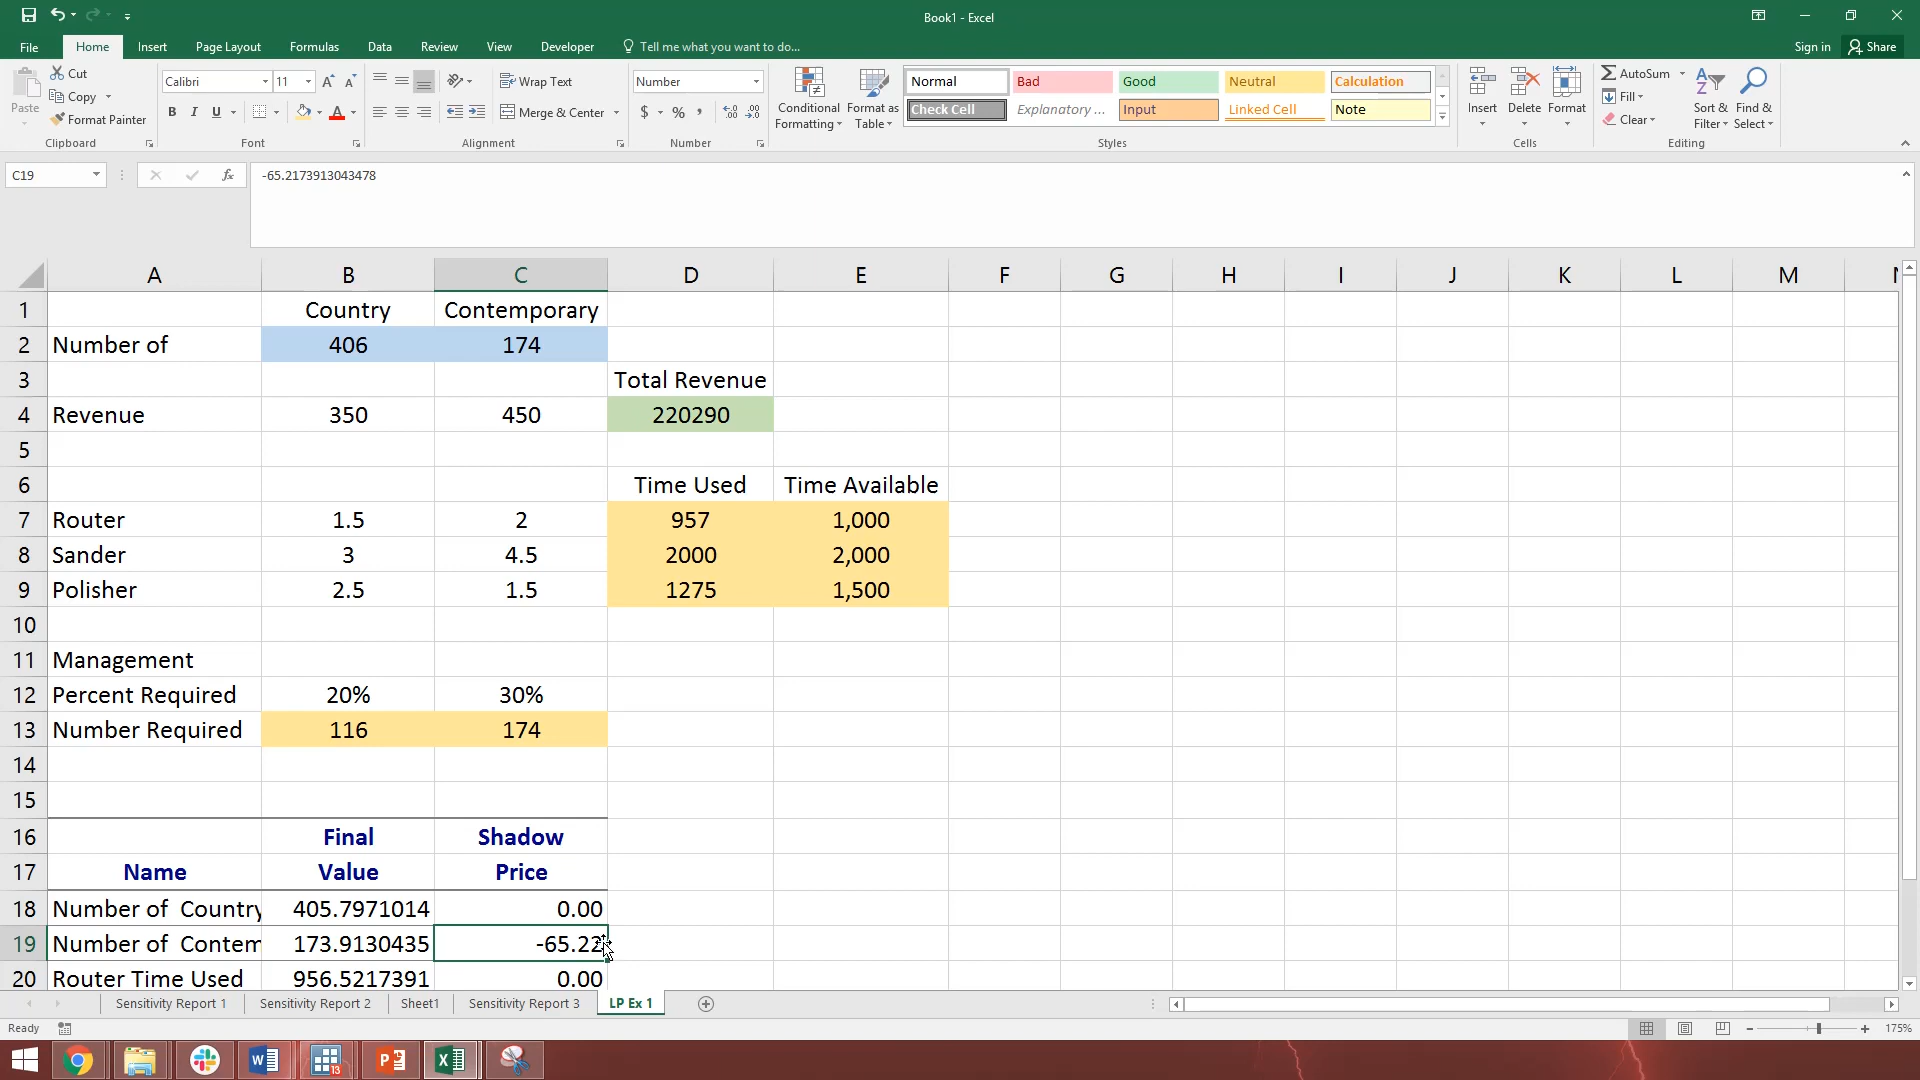 Book1 - Excel
File Home Insert Page Layout Formulas Data Review View Developer Tell me what you want to do... Sign in Share
Paste Cut Copy Format Painter Clipboard
Calibri 11 B I U A A A Font
Wrap Text Merge & Center Alignment
Number $ % , Number
Conditional Formatting Format as Table
Normal Bad Good Neutral Calculation
Check Cell Explanatory ... Input Linked Cell Note
Styles
Insert Delete Format Cells
AutoSum Fill Clear Sort & Filter Find & Select Editing
C19 fx -65.2173913043478
A B C D E F G H I J K L M
1 Country Contemporary
2 Number of 406 174
3 Total Revenue
4 Revenue 350 450 220290
5
6 Time Used Time Available
7 Router 1.5 2 957 1,000
8 Sander 3 4.5 2000 2,000
9 Polisher 2.5 1.5 1275 1,500
10
11 Management
12 Percent Required 20% 30%
13 Number Required 116 174
14
15
16 Final Shadow
17 Name Value Price
18 Number of Country 405.7971014 0.00
19 Number of Contem 173.9130435 -65.22
20 Router Time Used 956.5217391 0.00
Sensitivity Report 1 Sensitivity Report 2 Sheet1 Sensitivity Report 3 LP Ex 1
Ready 175%
13